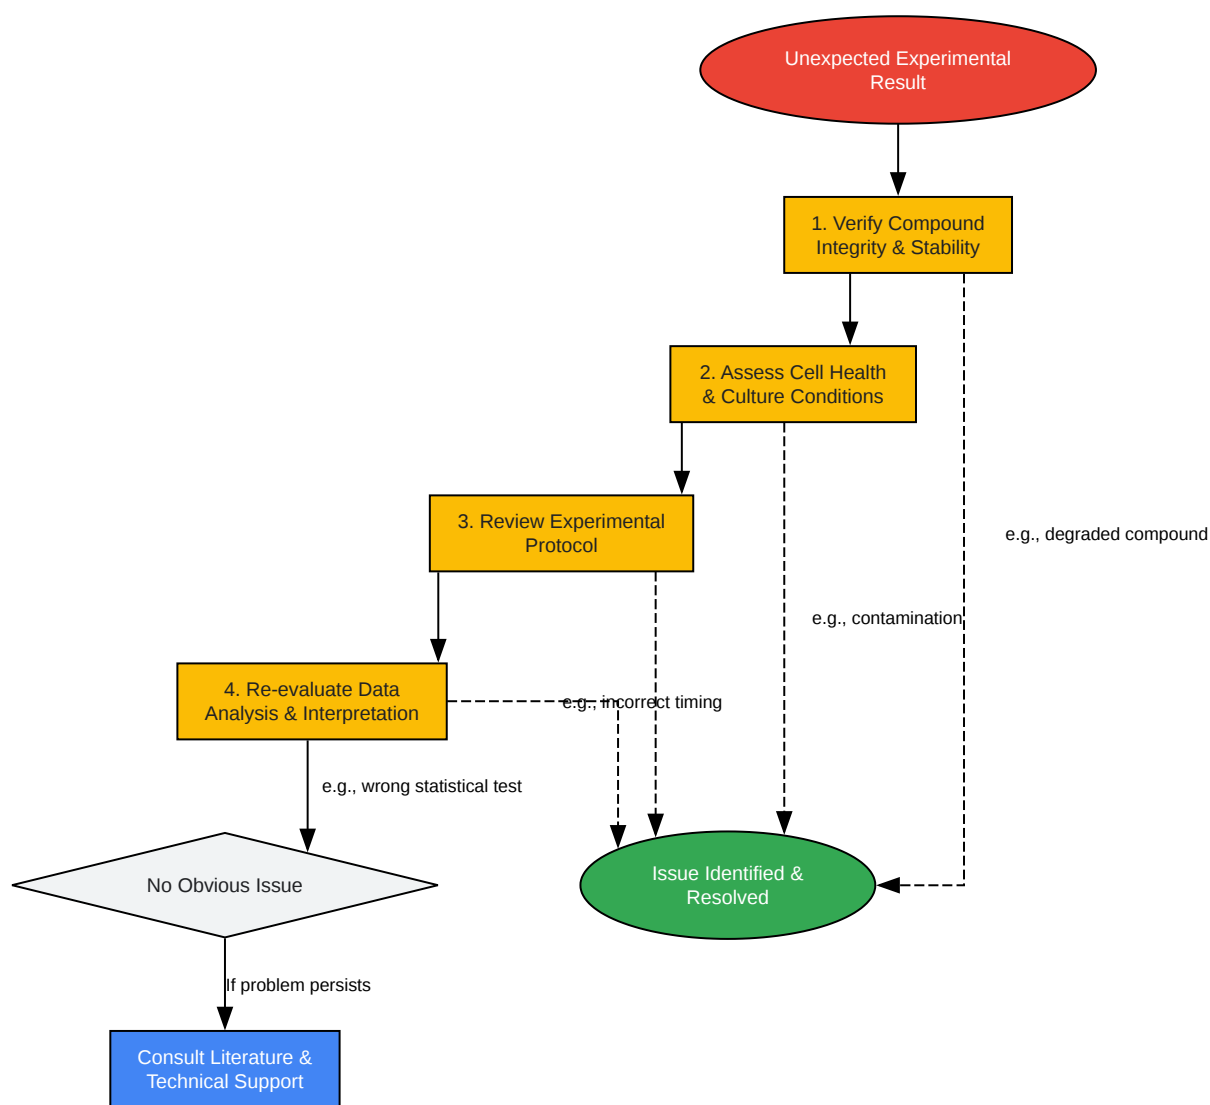 Unexpected Experimental
Result
1. Verify Compound
Integrity & Stability
2. Assess Cell Health
& Culture Conditions
3. Review Experimental
Protocol
e.g., degraded compound
e.g., contamination
4. Re-evaluate Data
Analysis & Interpretation
e.g., incorrect timing
e.g., wrong statistical test
No Obvious Issue
Issue Identified &
Resolved
If problem persists
Consult Literature &
Technical Support